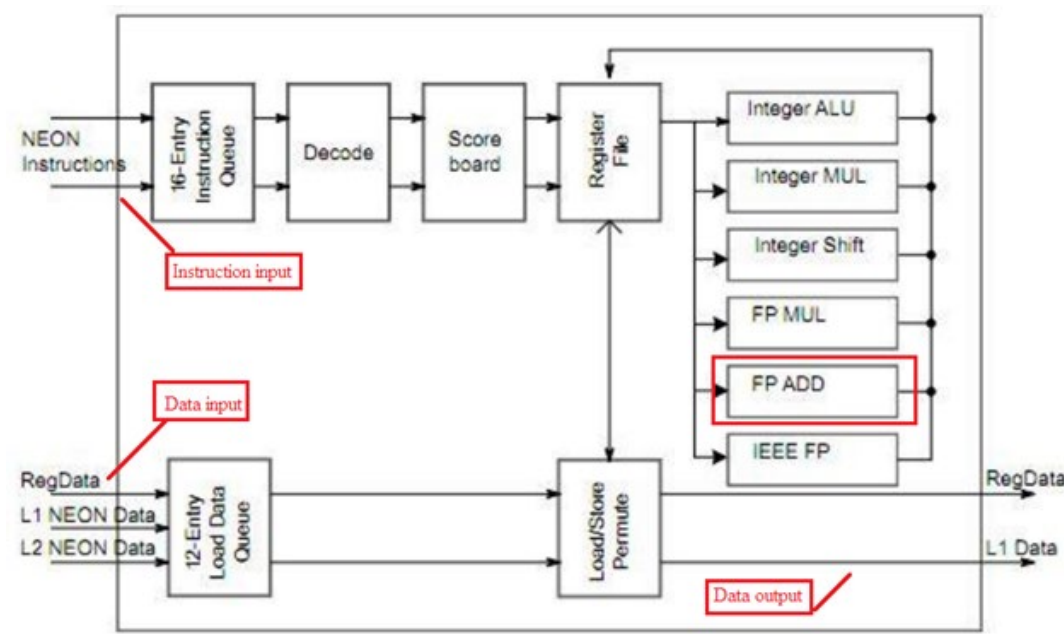 NEON
Instructions
16-Entry
Instruction
Queue
Decode
Score
board
Register
File
Integer ALU
Integer MUL
Integer Shift
FP MUL
FP ADD
IEEE FP
Instruction input
Data input
RegData
L1 NEON Data
L2 NEON Data
12-Entry
Load Data
Queue
Load/Store
Permute
RegData
L1 Data
Data output